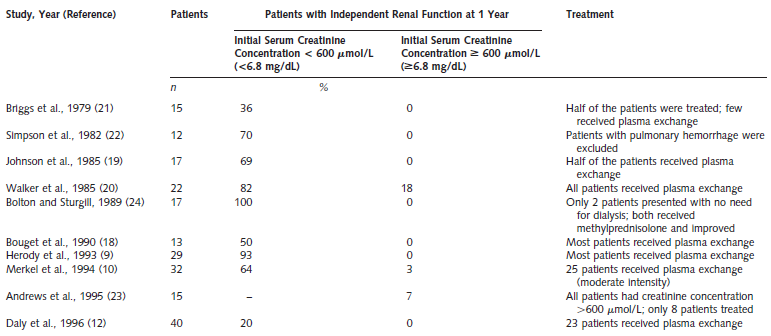 Study, Year (Reference) Patients Patients with Independent Renal Function at 1 Year Treatment
Initial Serum Creatinine Initial Serum Creatinine
Concentration < 600 μmol/L Concentration ≥ 600 μmol/L
(<6.8 mg/dL) (≥6.8 mg/dL)
n %
Briggs et al., 1979 (21) 15 36 0 Half of the patients were treated; few
received plasma exchange
Simpson et al., 1982 (22) 12 70 0 Patients with pulmonary hemorrhage were
excluded
Johnson et al., 1985 (19) 17 69 0 Half of the patients received plasma
exchange
Walker et al., 1985 (20) 22 82 18 All patients received plasma exchange
Bolton and Sturgill, 1989 (24) 17 100 0 Only 2 patients presented with no need
for dialysis; both received
methylprednisolone and improved
Bouget et al., 1990 (18) 13 50 0 Most patients received plasma exchange
Herody et al., 1993 (9) 29 93 0 Most patients received plasma exchange
Merkel et al., 1994 (10) 32 64 3 25 patients received plasma exchange
(moderate intensity)
Andrews et al., 1995 (23) 15 – 7 All patients had creatinine concentration
>600 μmol/L; only 8 patients treated
Daly et al., 1996 (12) 40 20 0 23 patients received plasma exchange